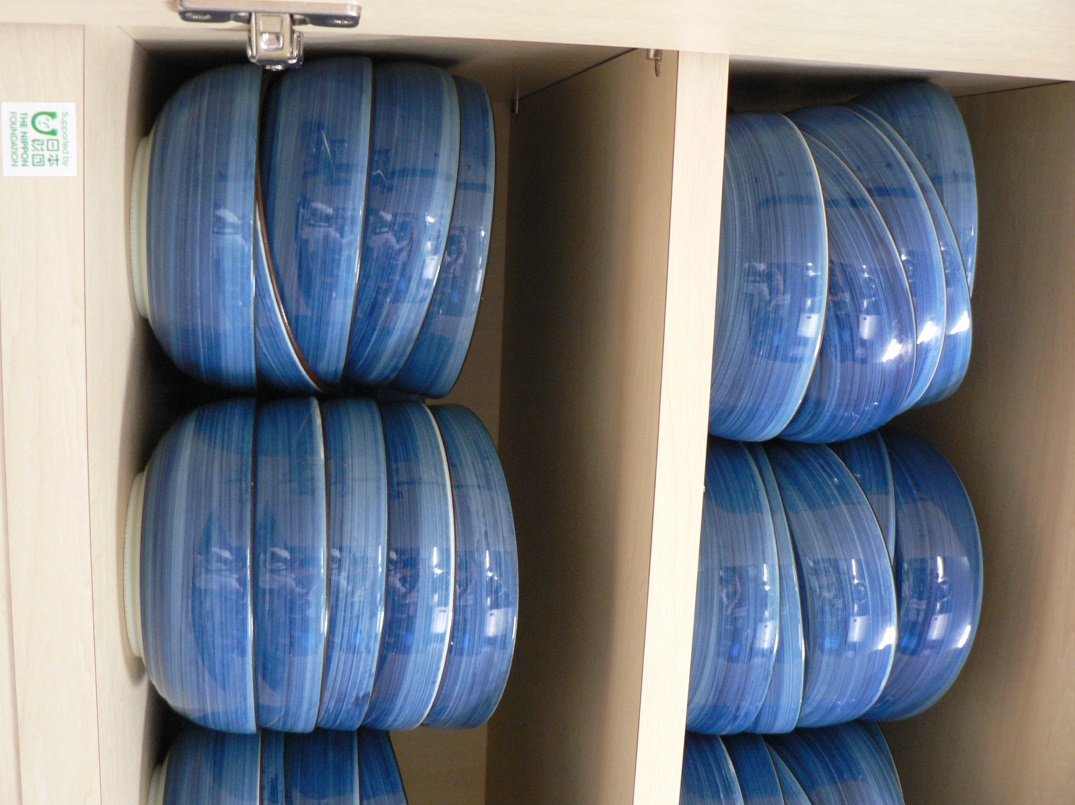 Supported by
日本
財団
THE NIPPON
FOUNDATION